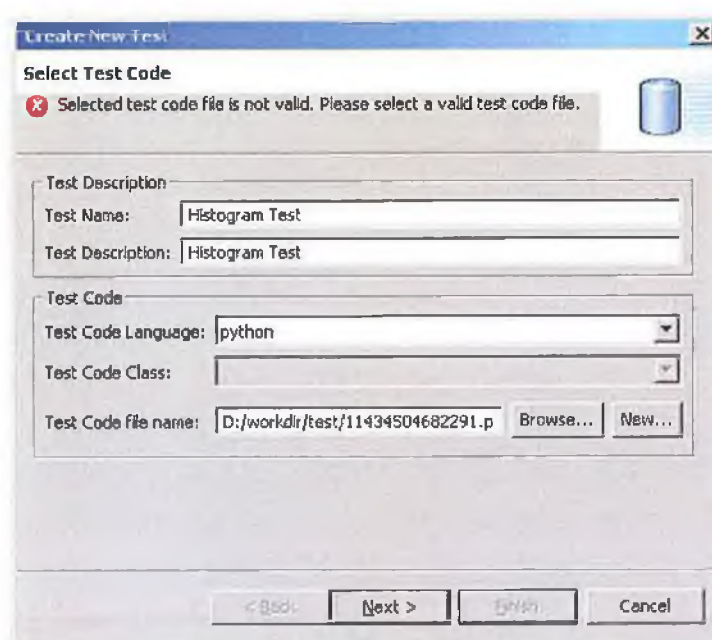 Create New Test
Select Test Code
Selected test code file is not valid. Please select a valid test code file.
Test Description
Test Name: Histogram Test
Test Description: Histogram Test
Test Code
Test Code Language: python
Test Code Class:
Test Code file name: D:/workdir/test/11434504682291.p Browse... New...
< Back Next > Finish Cancel